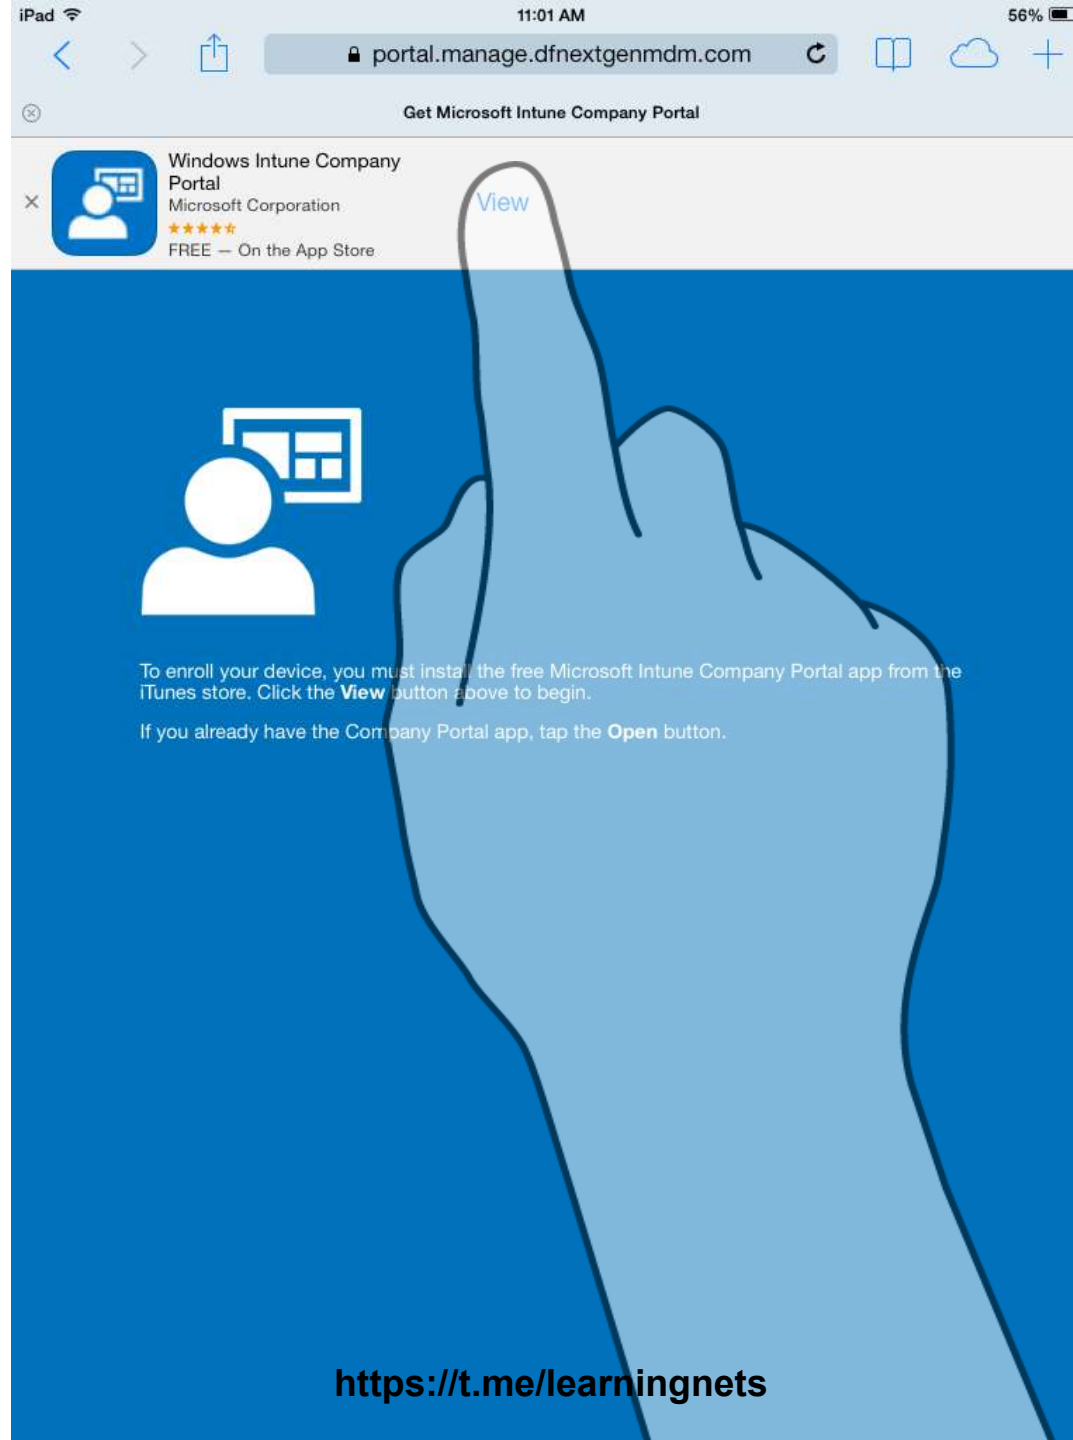 iPad
11:01 AM
56%
portal.manage.dfnextgenmdm.com
Get Microsoft Intune Company Portal
Windows Intune Company
Portal
Microsoft Corporation
FREE — On the App Store
View
To enroll your device, you must install the free Microsoft Intune Company Portal app from the
iTunes store. Click the View button above to begin.
If you already have the Company Portal app, tap the Open button.
https://t.me/learningnets